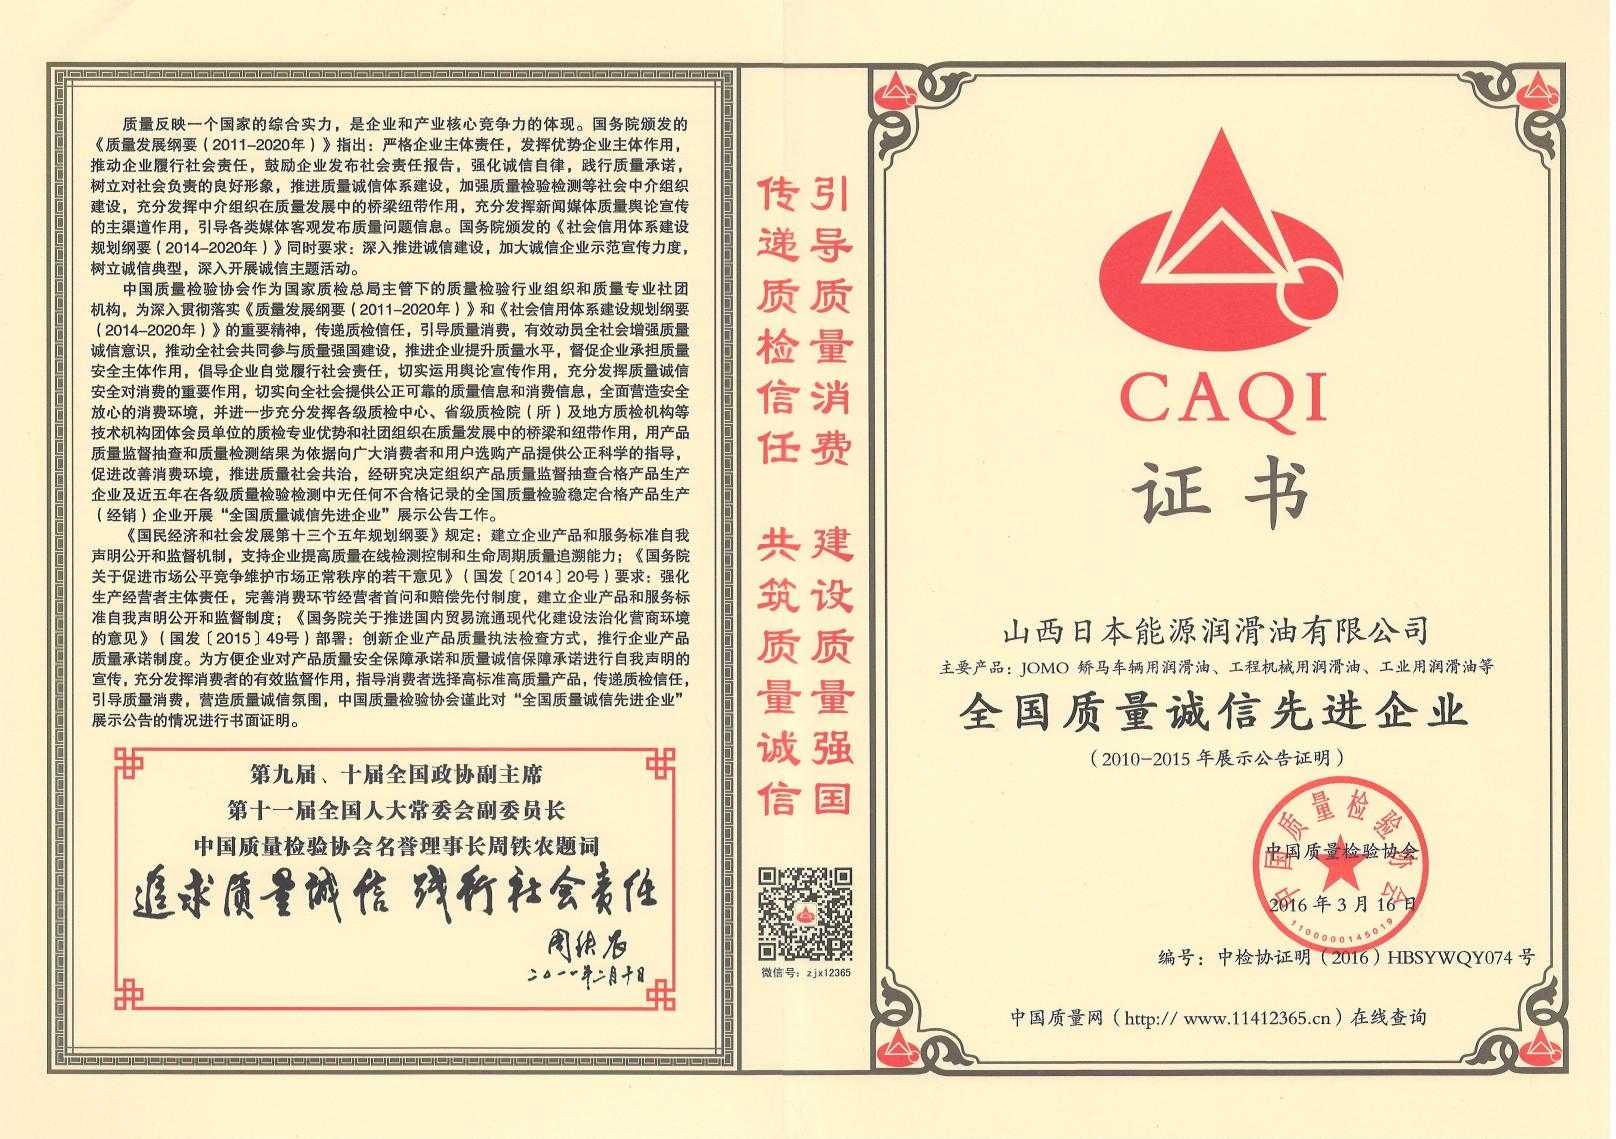 质量反映一个国家的综合实力，是企业和产业核心竞争力的体现。国务院颁发的
《质量发展纲要（2011-2020年）》指出：严格企业主体责任，发挥优势企业主体作用，
推动企业履行社会责任，鼓励企业发布社会责任报告，强化诚信自律，践行质量承诺，
树立对社会负责的良好形象，推进质量诚信体系建设，加强质量检验检测等社会中介组织
建设，充分发挥中介组织在质量发展中的桥梁纽带作用，充分发挥新闻媒体质量舆论宣传
的主渠道作用，引导各类媒体客观发布质量问题信息。国务院颁发的《社会信用体系建设
规划纲要（2014-2020年）》同时要求：深入推进诚信建设，加大诚信企业示范宣传力度，
树立诚信典型，深入开展诚信主题活动。
中国质量检验协会作为国家质检总局主管下的质量检验行业组织和质量专业社团
机构，为深入贯彻落实《质量发展纲要（2011-2020年）》和《社会信用体系建设规划纲要
（2014-2020年）》的重要精神，传递质检信任，引导质量消费，有效动员全社会增强质量
诚信意识，推动全社会共同参与质量强国建设，推进企业提升质量水平，督促企业承担质量
安全主体作用，倡导企业自觉履行社会责任，切实运用舆论宣传作用，充分发挥质量诚信
安全对消费的重要作用，切实向全社会提供公正可靠的质量信息和消费信息，全面营造安全
放心的消费环境，并进一步充分发挥各级质检中心、省级质检院（所）及地方质检机构等
技术机构团体会员单位的质检专业优势和社团组织在质量发展中的桥梁和纽带作用，用产品
质量监督抽查和质量检测结果为依据向广大消费者和用户选购产品提供公正科学的指导，
促进改善消费环境，推进质量社会共治，经研究决定组织产品质量监督抽查合格产品生产
企业及近五年在各级质量检验检测中无任何不合格记录的全国质量检验稳定合格产品生产
（经销）企业开展“全国质量诚信先进企业”展示公告工作。
《国民经济和社会发展第十三个五年规划纲要》规定：建立企业产品和服务标准自我
声明公开和监督机制，支持企业提高质量在线检测控制和生命周期质量追溯能力；《国务院
关于促进市场公平竞争维护市场正常秩序的若干意见》（国发〔2014〕20号）要求：强化
生产经营者主体责任，完善消费环节经营者首问和赔偿先付制度，建立企业产品和服务标
准自我声明公开和监督制度；《国务院关于推进国内贸易流通现代化建设法治化营商环境
的意见》（国发〔2015〕49号）部署：创新企业产品质量执法检查方式，推行企业产品
质量承诺制度。为方便企业对产品质量安全保障承诺和质量诚信保障承诺进行自我声明的
宣传，充分发挥消费者的有效监督作用，指导消费者选择高标准高质量产品，传递质检信任，
引导质量消费，营造质量诚信氛围，中国质量检验协会谨此对“全国质量诚信先进企业”
展示公告的情况进行书面证明。
第九届、十届全国政协副主席
第十一届全国人大常委会副委员长
中国质量检验协会名誉理事长周铁农题词
追求质量诚信 践行社会责任
周铁农
二〇一一年二月十日
引导质量消费 建设质量强国
传递质检信任 共筑质量诚信
微信号：zjx12365
CAQI
证书
山西日本能源润滑油有限公司
主要产品：JOMO 轿马车辆用润滑油、工程机械用润滑油、工业用润滑油等
全国质量诚信先进企业
（2010-2015 年展示公告证明）
中国质量检验协会
中国质量检验协会
2016 年 3 月 16 日
1100000145019
编号：中检协证明（2016）HBSYWQY074 号
中国质量网（http:// www.11412365.cn）在线查询